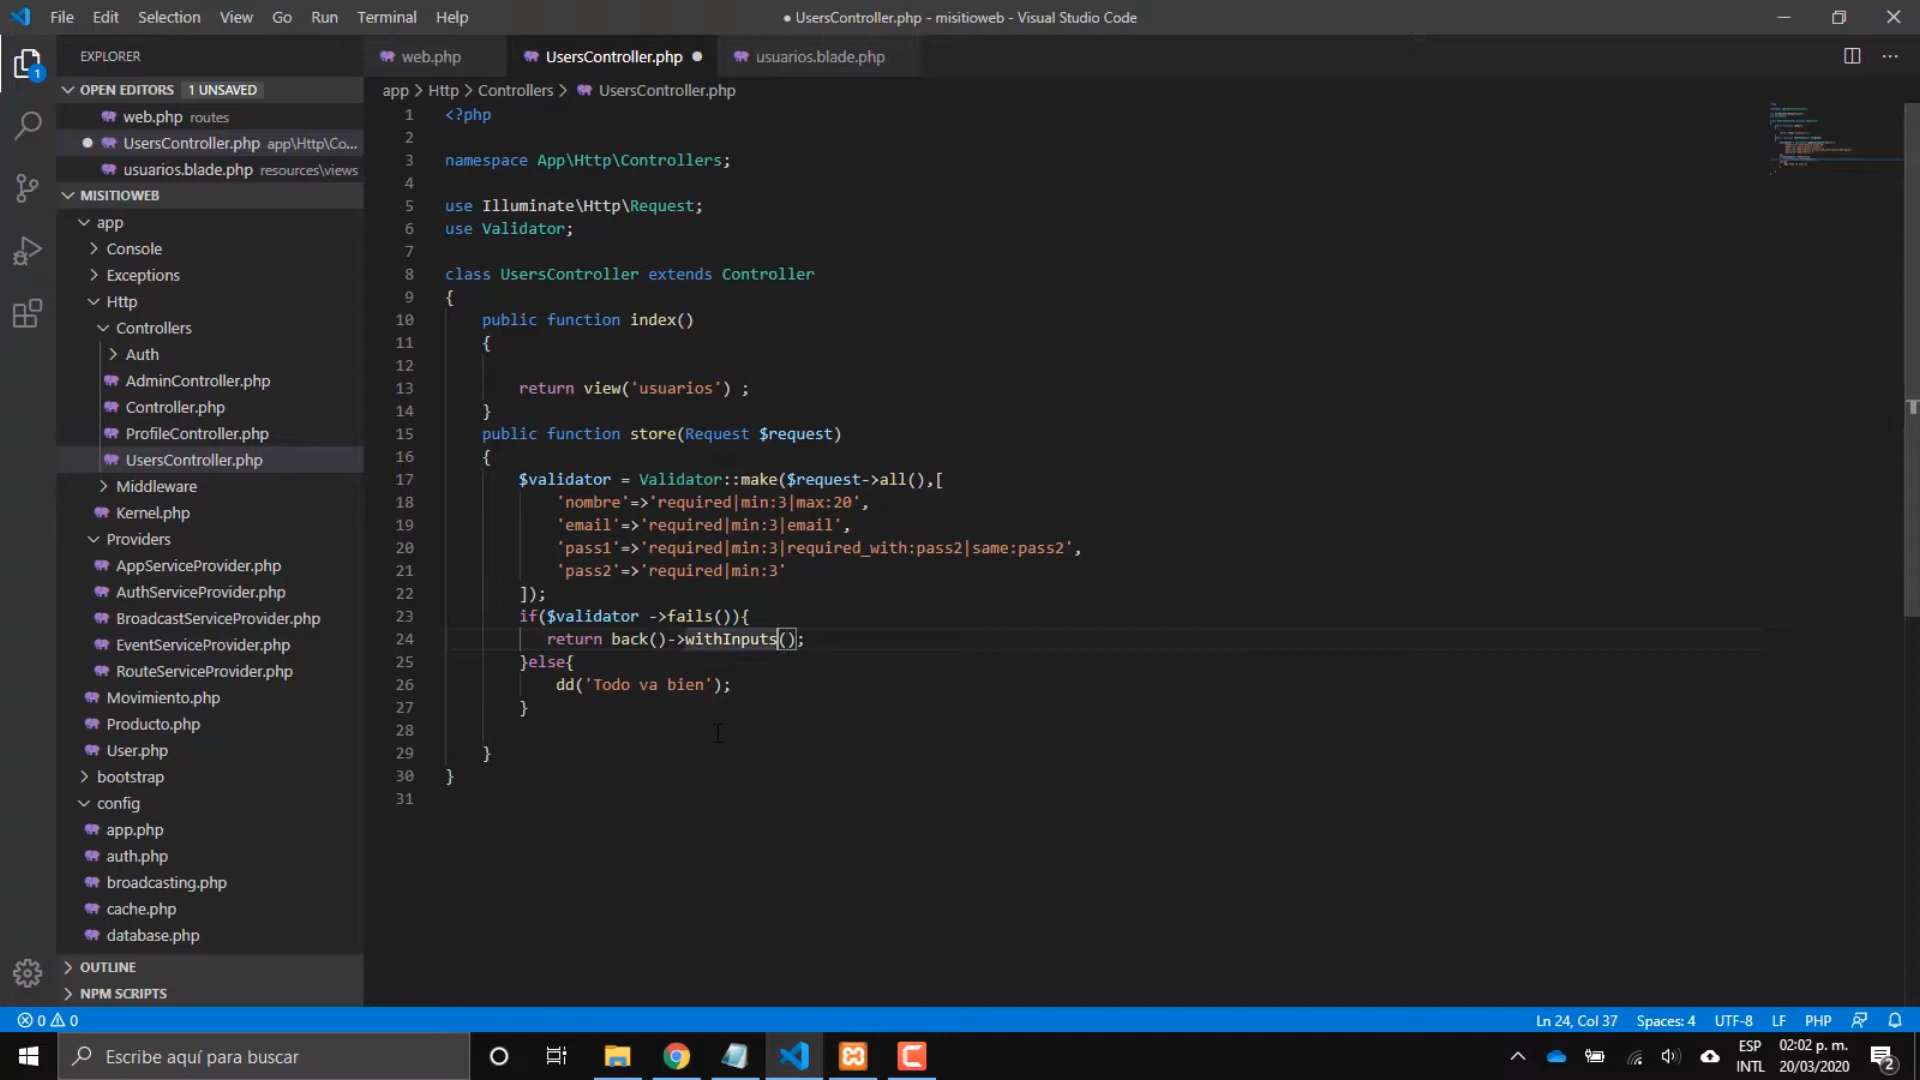 File Edit Selection View Go Run Terminal Help
● UsersController.php - misitioweb - Visual Studio Code
EXPLORER
OPEN EDITORS 1 UNSAVED
web.php routes
UsersController.php app\Http\Co...
usuarios.blade.php resources\views
MISITIOWEB
app
Console
Exceptions
Http
Controllers
Auth
AdminController.php
Controller.php
ProfileController.php
UsersController.php
Middleware
Kernel.php
Providers
AppServiceProvider.php
AuthServiceProvider.php
BroadcastServiceProvider.php
EventServiceProvider.php
RouteServiceProvider.php
Movimiento.php
Producto.php
User.php
bootstrap
config
app.php
auth.php
broadcasting.php
cache.php
database.php
OUTLINE
NPM SCRIPTS
1
web.php UsersController.php ● usuarios.blade.php
app > Http > Controllers > UsersController.php
1 <?php
2
3 namespace App\Http\Controllers;
4
5 use Illuminate\Http\Request;
6 use Validator;
7
8 class UsersController extends Controller
9 {
10 public function index()
11 {
12
13 return view('usuarios') ;
14 }
15 public function store(Request $request)
16 {
17 $validator = Validator::make($request->all(),[
18 'nombre'=>'required|min:3|max:20',
19 'email'=>'required|min:3|email',
20 'pass1'=>'required|min:3|required_with:pass2|same:pass2',
21 'pass2'=>'required|min:3'
22 ]);
23 if($validator ->fails()){
24 return back()->withInputs();
25 }else{
26 dd('Todo va bien');
27 }
28
29 }
30 }
31
0 0
Ln 24, Col 37 Spaces: 4 UTF-8 LF PHP
Escribe aquí para buscar
ESP
INTL
02:02 p. m.
20/03/2020
2